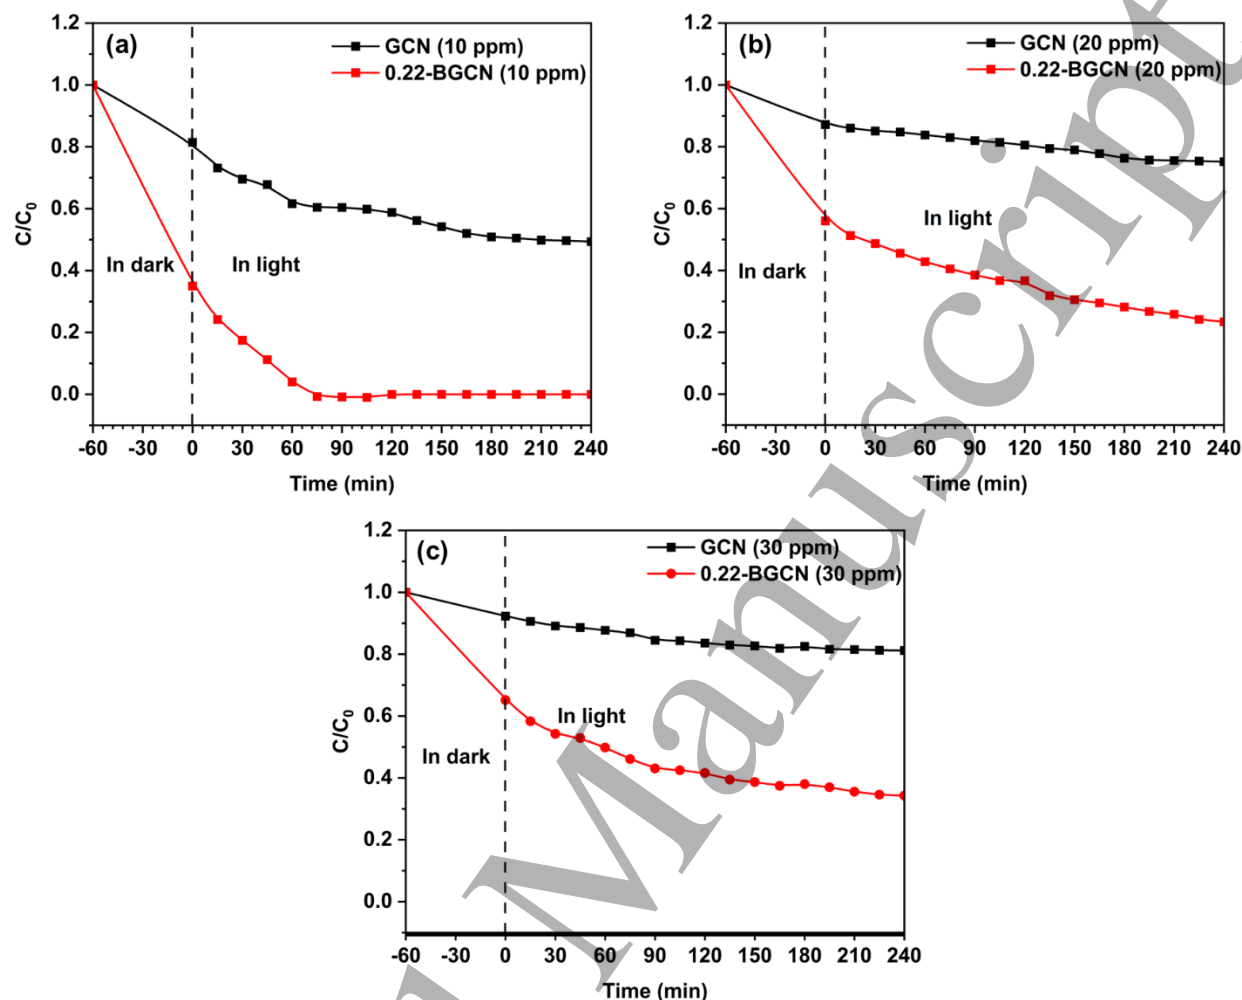 (a)
GCN (10 ppm)
0.22-BGCN (10 ppm)
1.2
1.0
0.8
0.6
0.4
0.2
0.0
C/C0
In dark
In light
-60 -30 0 30 60 90 120 150 180 210 240
Time (min)
(b)
GCN (20 ppm)
0.22-BGCN (20 ppm)
1.2
1.0
0.8
0.6
0.4
0.2
0.0
C/C0
In dark
In light
-60 -30 0 30 60 90 120 150 180 210 240
Time (min)
(c)
GCN (30 ppm)
0.22-BGCN (30 ppm)
1.2
1.0
0.8
0.6
0.4
0.2
0.0
C/C0
In dark
In light
-60 -30 0 30 60 90 120 150 180 210 240
Time (min)
Manuscript